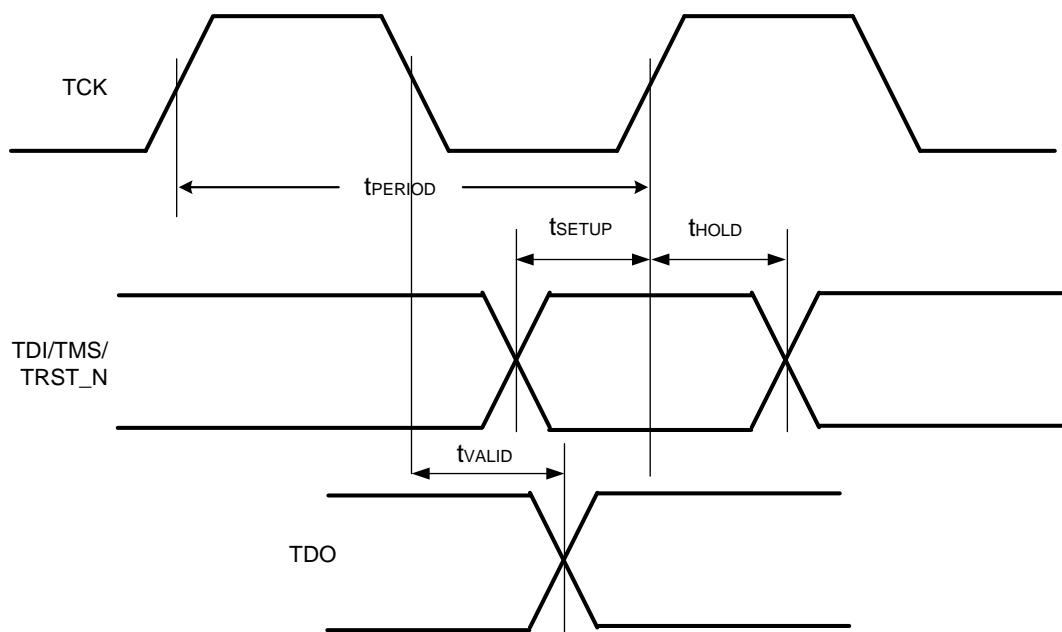 TCK
tPERIOD
tSETUP
tHOLD
TDI/TMS/
TRST_N
tVALID
TDO